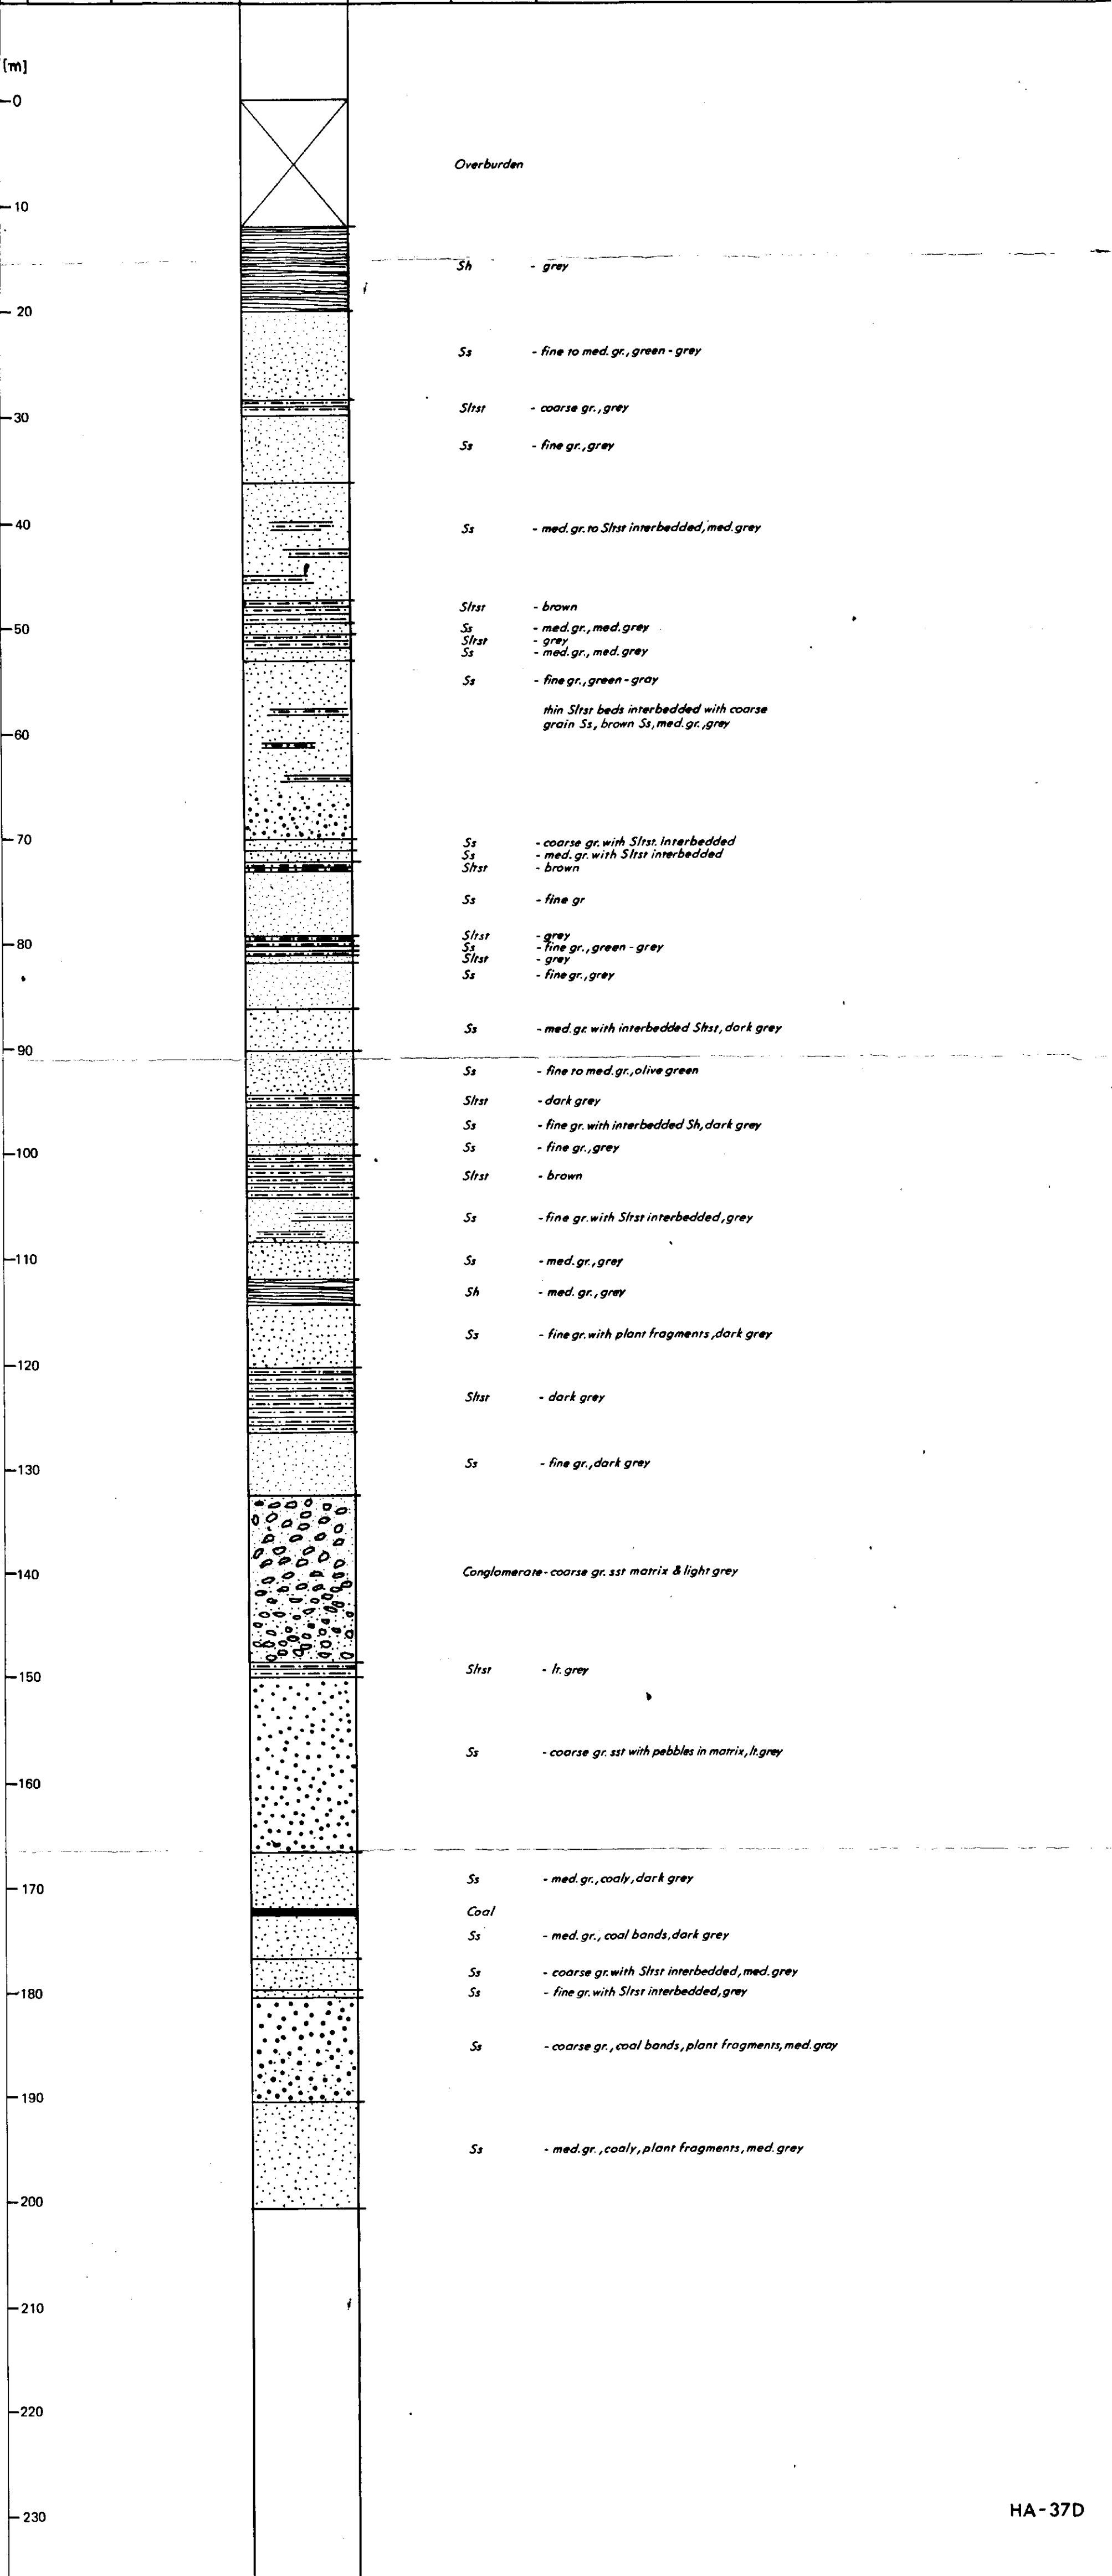 [m]
0
Overburden
10
Sh - grey
20
Ss - fine to med. gr., green-grey
Sltst - coarse gr., grey
30
Ss - fine gr., grey
40
Ss - med. gr. to Sltst interbedded, med. grey
Sltst - brown
50
Ss - med. gr., med. grey
Sltst - grey
Ss - med. gr., med. grey
Ss - fine gr., green-gray
thin Sltst beds interbedded with coarse
grain Ss, brown Ss, med. gr., grey
60
70
Ss - coarse gr. with Sltst. interbedded
Ss - med. gr. with Sltst interbedded
Sltst - brown
Ss - fine gr
Sltst - grey
80
Ss - fine gr., green-grey
Sltst - grey
Ss - fine gr., grey
Ss - med. gr. with interbedded Sltst, dark grey
90
Ss - fine to med. gr., olive green
Sltst - dark grey
Ss - fine gr. with interbedded Sh, dark grey
100
Ss - fine gr., grey
Sltst - brown
Ss - fine gr. with Sltst interbedded, grey
110
Ss - med. gr., grey
Sh - med. gr., grey
Ss - fine gr. with plant fragments, dark grey
120
Sltst - dark grey
130
Ss - fine gr., dark grey
140
Conglomerate - coarse gr. sst matrix & light grey
150
Sltst - lt. grey
Ss - coarse gr. sst with pebbles in matrix, lt. grey
160
170
Ss - med. gr., coaly, dark grey
Coal
Ss - med. gr., coal bands, dark grey
Ss - coarse gr. with Sltst interbedded, med. grey
180
Ss - fine gr. with Sltst interbedded, grey
Ss - coarse gr., coal bands, plant fragments, med. gray
190
Ss - med. gr., coaly, plant fragments, med. grey
200
210
220
230
HA-37D